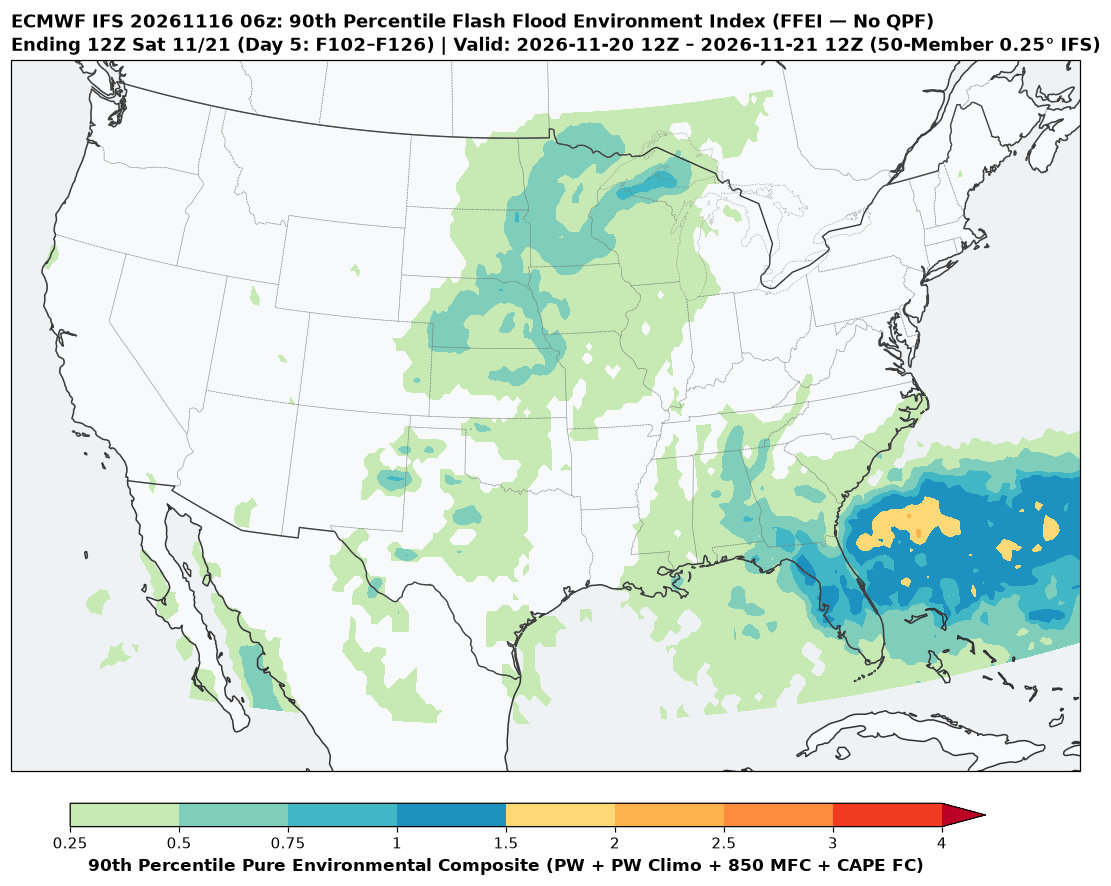 ECMWF IFS 20261116 06z: 90th Percentile Flash Flood Environment Index (FFEI — No QPF)
Ending 12Z Sat 11/21 (Day 5: F102–F126) | Valid: 2026-11-20 12Z – 2026-11-21 12Z (50-Member 0.25° IFS)
0.25 0.5 0.75 1 1.5 2 2.5 3 4
90th Percentile Pure Environmental Composite (PW + PW Climo + 850 MFC + CAPE FC)